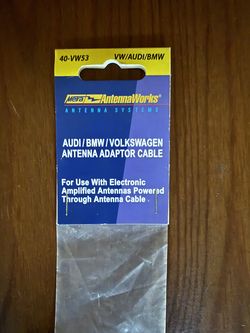 40-VW53 VW/AUDI/BMW
Metra AntennaWorks®
ANTENNA SYSTEMS
AUDI/BMW/VOLKSWAGEN
ANTENNA ADAPTOR CABLE
For Use With Electronic
Amplified Antennas Powered
Through Antenna Cable